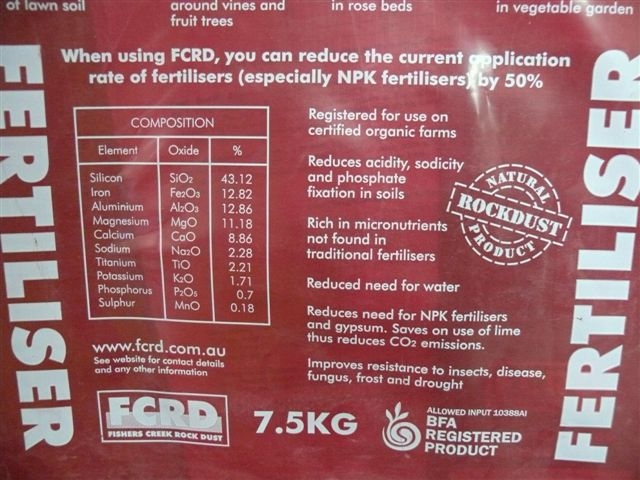 of lawn soil
around vines and
fruit trees
in rose beds
in vegetable garden
When using FCRD, you can reduce the current application
rate of fertilisers (especially NPK fertilisers) by 50%
FERTILISER
COMPOSITION
Element Oxide %
Silicon SiO2 43.12
Iron Fe2O3 12.82
Aluminium Al2O3 12.86
Magnesium MgO 11.18
Calcium CaO 8.86
Sodium Na2O 2.28
Titanium TiO 2.21
Potassium K2O 1.71
Phosphorus P2O5 0.7
Sulphur MnO 0.18
www.fcrd.com.au
See website for contact details
and any other information
Registered for use on
certified organic farms
Reduces acidity, sodicity
and phosphate
fixation in soils
Rich in micronutrients
not found in
traditional fertilisers
Reduced need for water
Reduces need for NPK fertilisers
and gypsum. Saves on use of lime
thus reduces CO2 emissions.
Improves resistance to insects, disease,
fungus, frost and drought
NATURAL
ROCKDUST
PRODUCT
FERTILISER
FCRD
FISHERS CREEK ROCK DUST
7.5KG
ALLOWED INPUT 10388AI
BFA
REGISTERED
PRODUCT